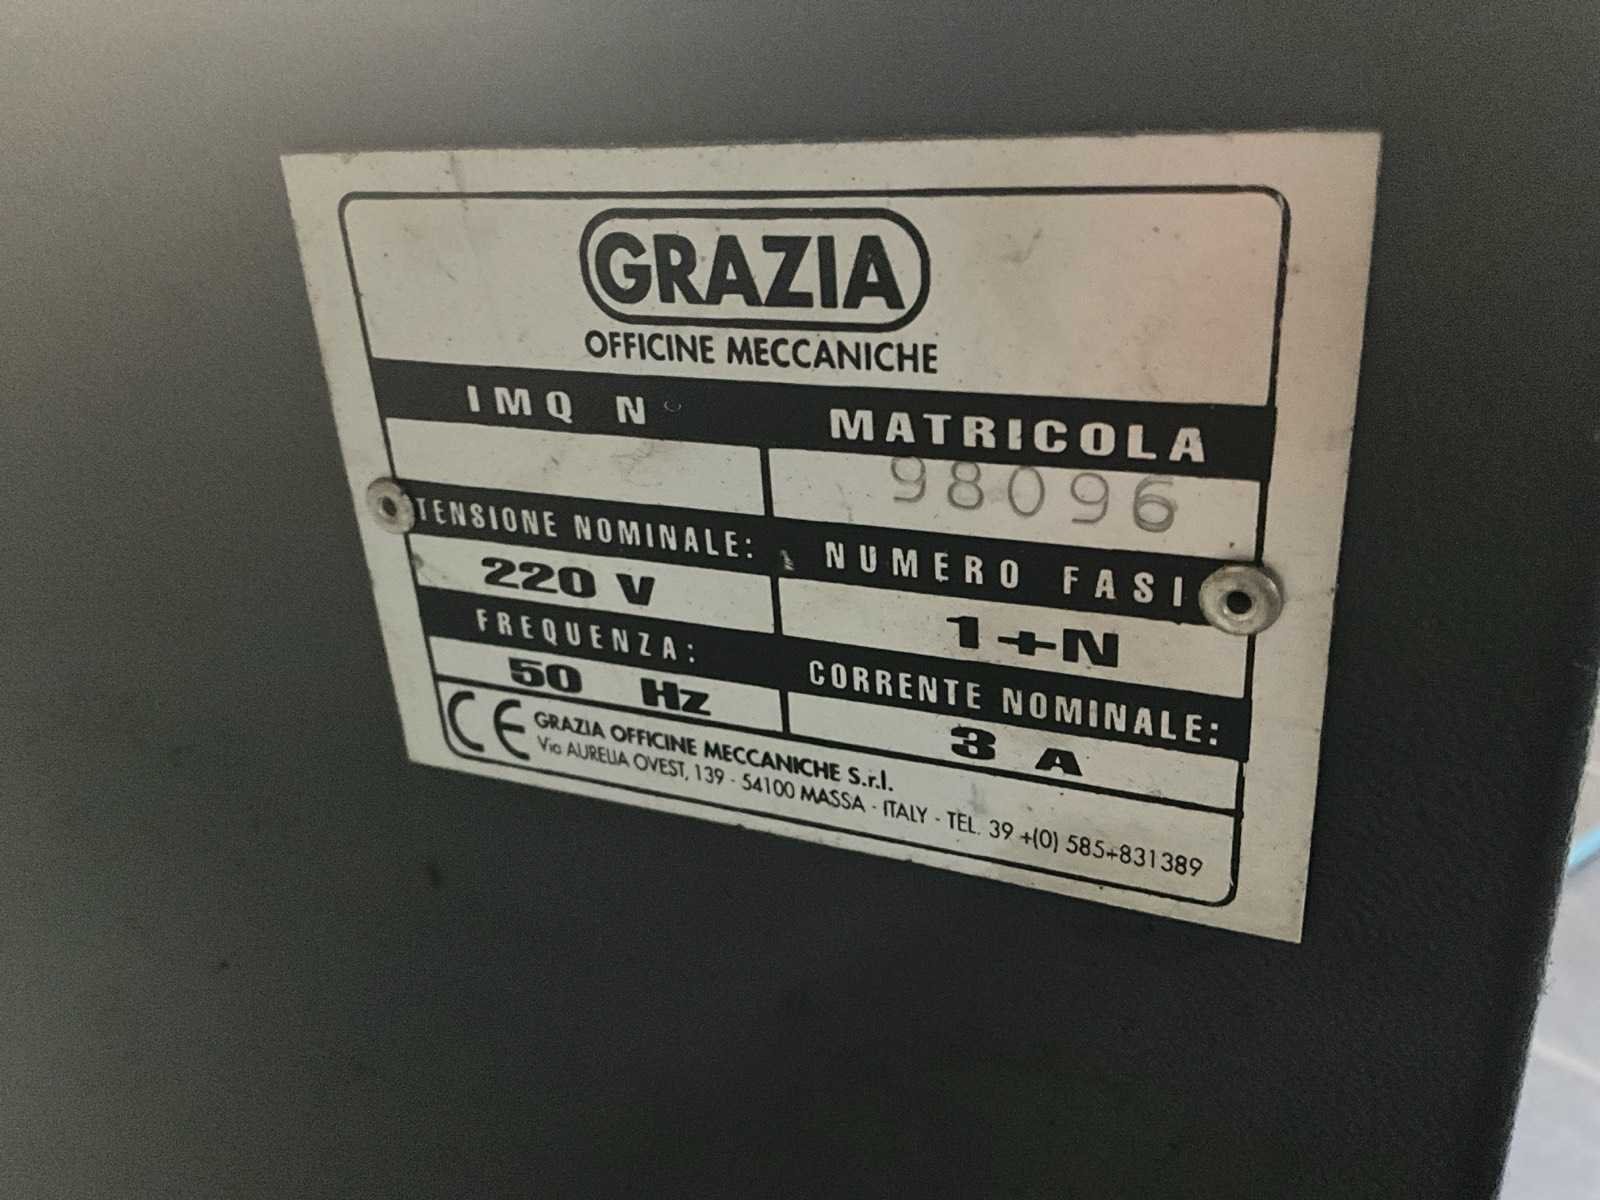 GRAZIA
OFFICINE MECCANICHE
IMQ N° MATRICOLA
98096
TENSIONE NOMINALE: NUMERO FASI
220 V 1+N
FREQUENZA: CORRENTE NOMINALE:
50 Hz 3 A
CE GRAZIA OFFICINE MECCANICHE S.r.l.
Via AURELIA OVEST, 139 - 54100 MASSA - ITALY - TEL. 39 +(0) 585+831389